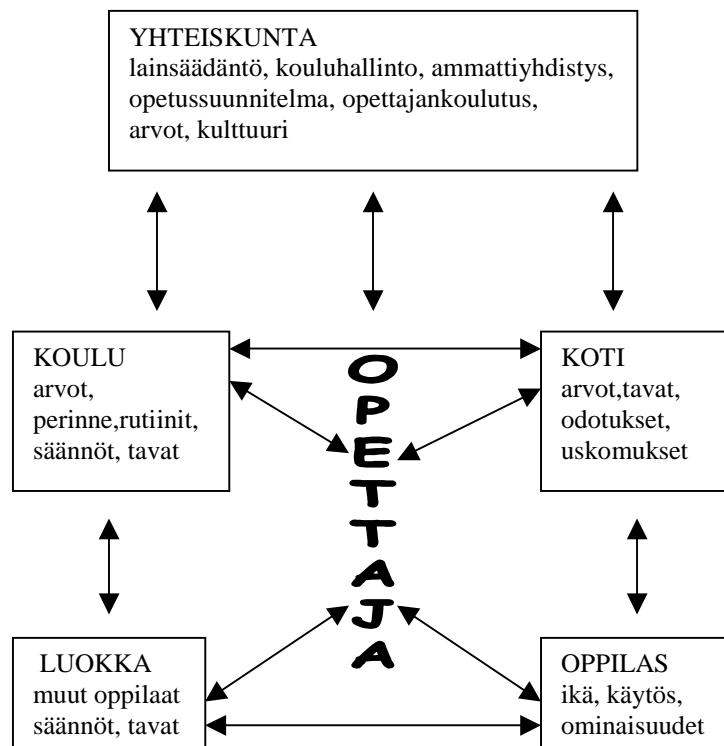 YHTEISKUNTA
lainsäädäntö, kouluhallinto, ammattiyhdistys,
opetussuunnitelma, opettajankoulutus,
arvot, kulttuuri
KOULU
arvot,
perinne,rutiinit,
säännöt, tavat
OPETTAJA
KOTI
arvot,tavat,
odotukset,
uskomukset
LUOKKA
muut oppilaat
säännöt, tavat
OPPILAS
ikä, käytös,
ominaisuudet